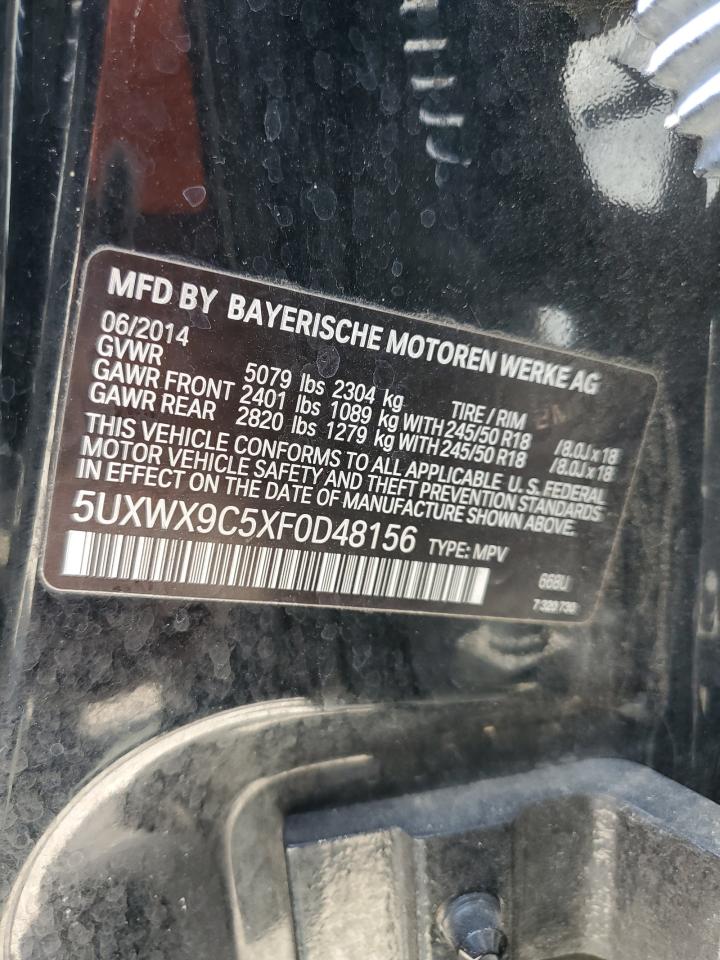 MFD BY BAYERISCHE MOTOREN WERKE AG
06/2014
GVWR 5079 lbs 2304 kg TIRE / RIM
GAWR FRONT 2401 lbs 1089 kg WITH 245/50 R18 /8.0J x 18
GAWR REAR 2820 lbs 1279 kg WITH 245/50 R18 /8.0J x 18
THIS VEHICLE CONFORMS TO ALL APPLICABLE U.S. FEDERAL
MOTOR VEHICLE SAFETY AND THEFT PREVENTION STANDARDS
IN EFFECT ON THE DATE OF MANUFACTURE SHOWN ABOVE.
5UXWX9C5XF0D48156 TYPE: MPV
668U
7 320 730